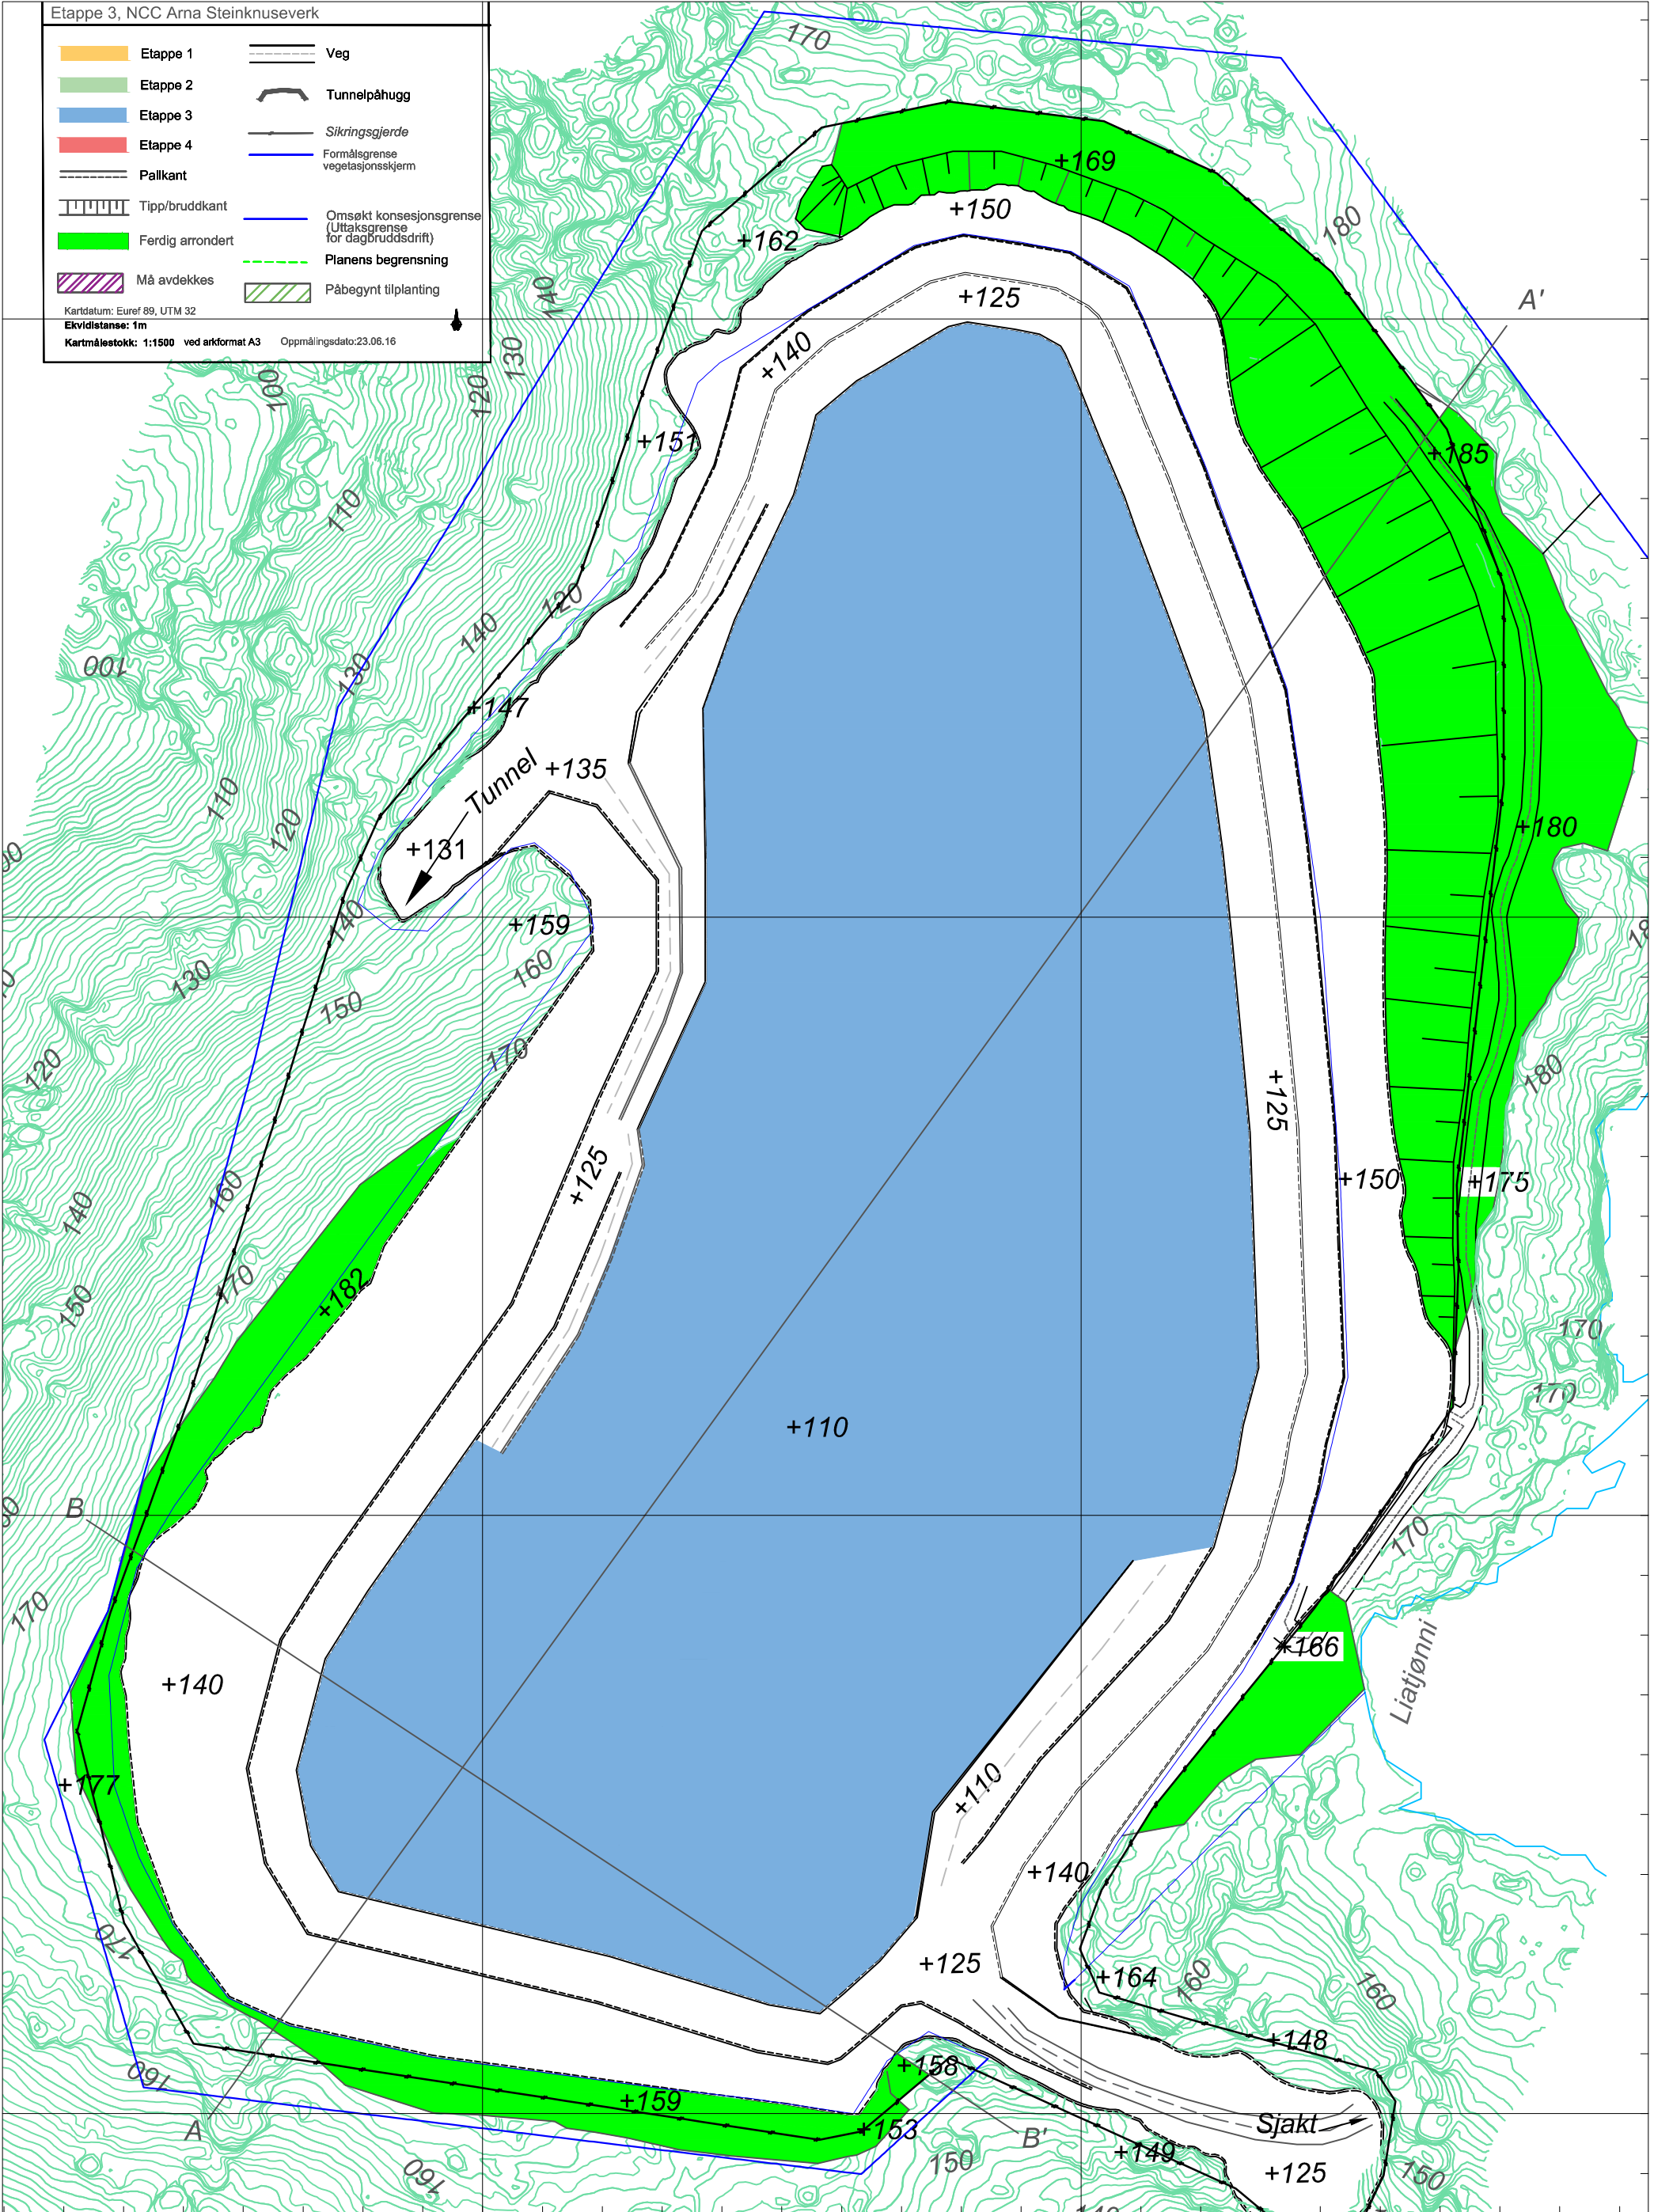 Etappe 3, NCC Arna Steinknuseverk
Etappe 1
Veg
Etappe 2
Tunnelpåhugg
Etappe 3
Sikringsgjerde
Etappe 4
Formålsgrense
vegetasjonsskjerm
Pallkant
Tipp/bruddkant
Omsøkt konsesjonsgrense
(Uttaksgrense
for dagbruddsdrift)
Ferdig arrondert
Planens begrensning
Må avdekkes
Påbegynt tilplanting
Kartdatum: Euref 89, UTM 32
Ekvidistanse: 1m
Kartmålestokk: 1:1500 ved arkformat A3 Oppmålingsdato:23.06.16
170
+169
+150
180
+162
140
+125
A'
130
+140
100
120
+151
+185
110
120
140
100
130
+147
Tunnel
+135
110
120
+180
+131
140
+159
160
130
150
170
120
180
+125
+125
+150
+175
160
140
170
+182
150
170
170
+110
B
170
170
+166
Liatjønni
+140
+177
+110
+140
170
+125
+164
160
160
+148
160
+158
+159
A
+153
B'
Sjakt
+149
150
+125
160
150